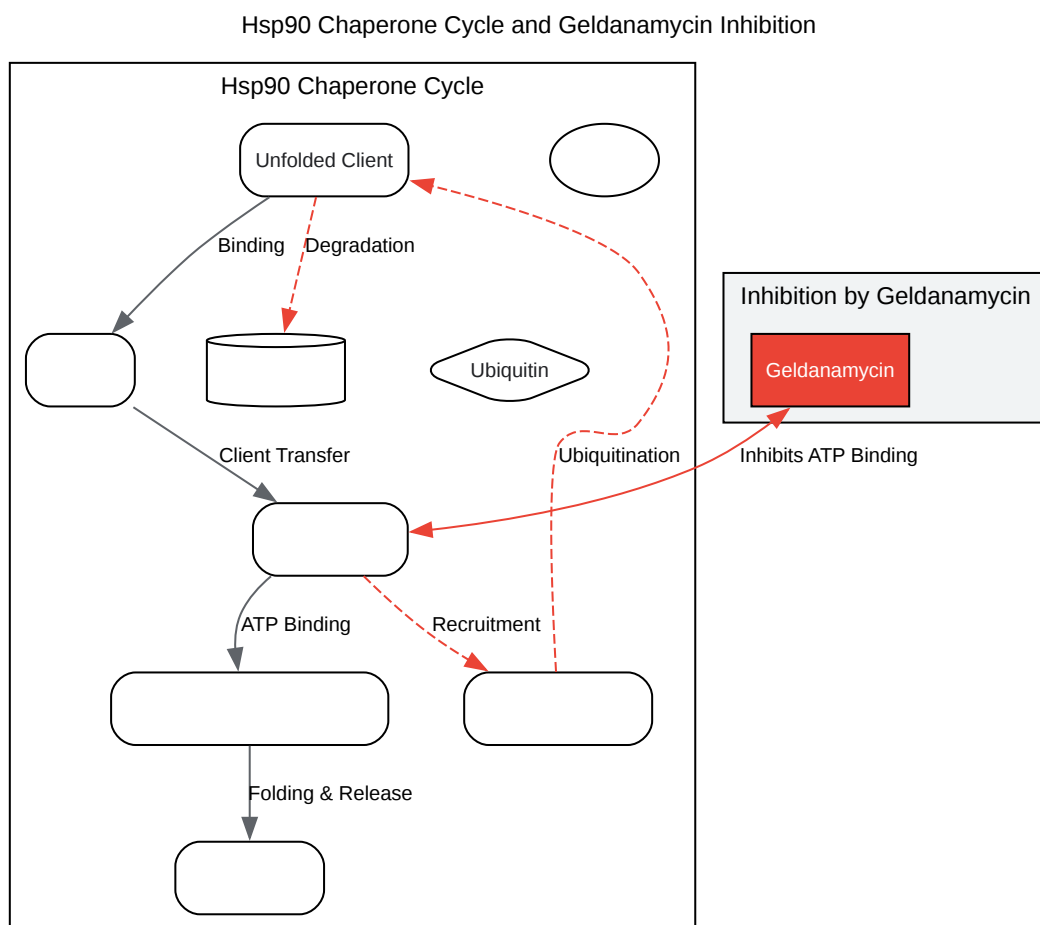 Hsp90 Chaperone Cycle and Geldanamycin Inhibition
Hsp90 Chaperone Cycle
Unfolded Client
Binding
Degradation
Inhibition by Geldanamycin
Ubiquitin
Geldanamycin
Client Transfer
Ubiquitination
Inhibits ATP Binding
ATP Binding
Recruitment
Folding & Release